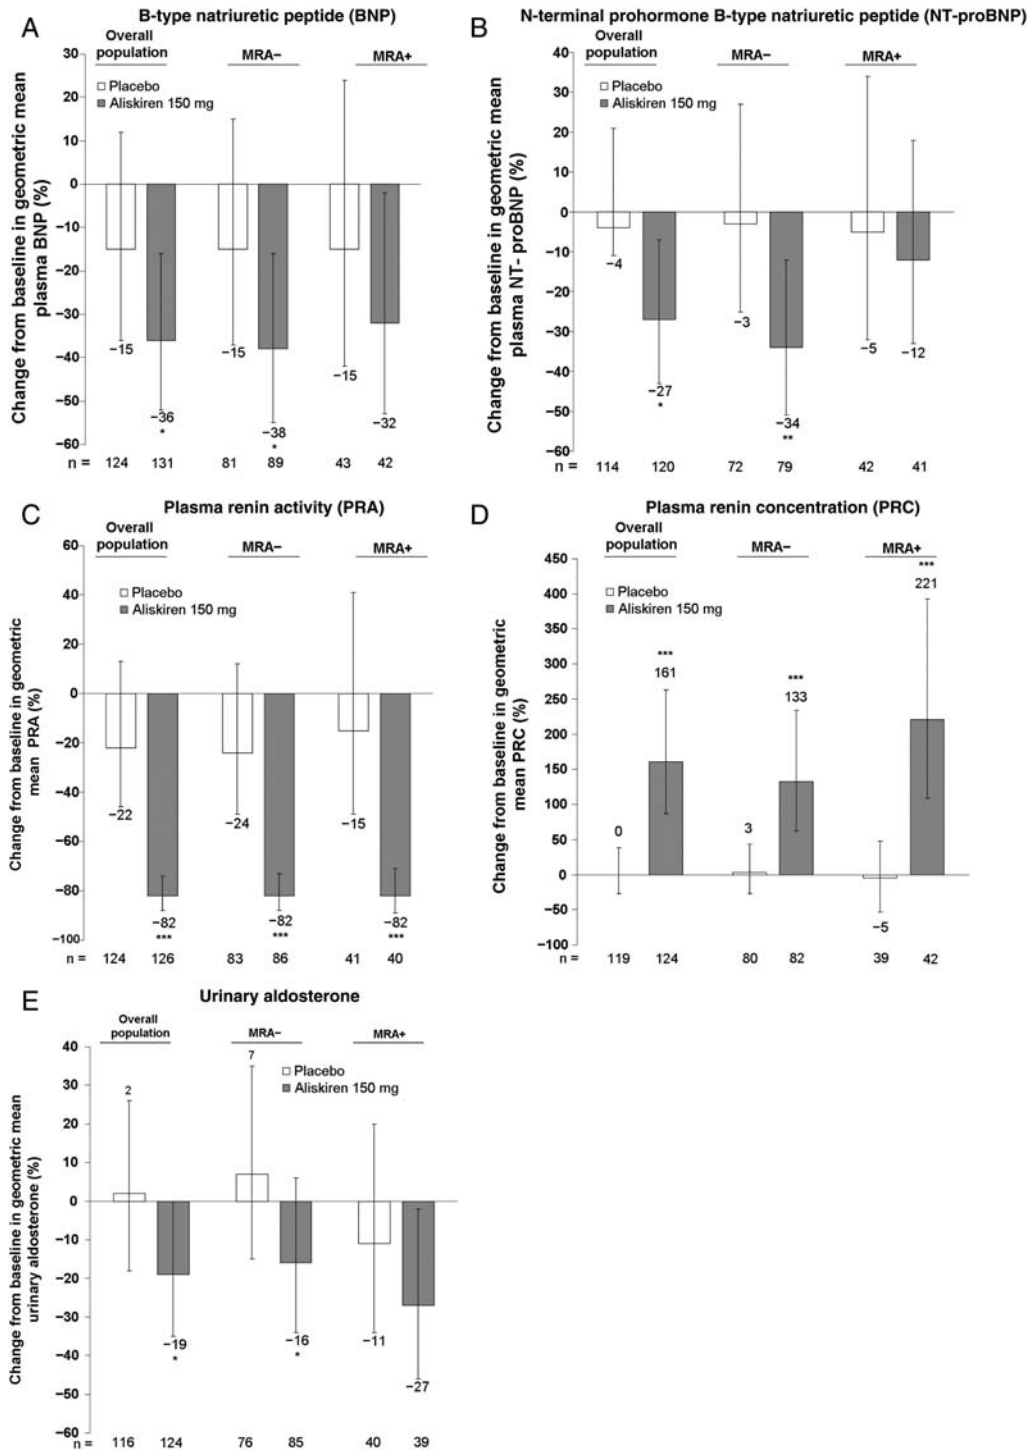 A
B-type natriuretic peptide (BNP)
Overall
population
MRA−
MRA+
Placebo
Aliskiren 150 mg
Change from baseline in geometric mean
plasma BNP (%)
30
20
10
0
−10
−20
−30
−40
−50
−60
−15
−36
*
−15
−38
*
−15
−32
n = 124 131 81 89 43 42
B
N-terminal prohormone B-type natriuretic peptide (NT-proBNP)
Overall
population
MRA−
MRA+
Placebo
Aliskiren 150 mg
Change from baseline in geometric mean
plasma NT- proBNP (%)
40
30
20
10
0
−10
−20
−30
−40
−50
−60
−4
−27
*
−3
−34
**
−5
−12
n = 114 120 72 79 42 41
C
Plasma renin activity (PRA)
Overall
population
MRA−
MRA+
Placebo
Aliskiren 150 mg
Change from baseline in geometric
mean PRA (%)
60
40
20
0
−20
−40
−60
−80
−100
−22
−82
***
−24
−82
***
−15
−82
***
n = 124 126 83 86 41 40
D
Plasma renin concentration (PRC)
Overall
population
MRA−
MRA+
Placebo
Aliskiren 150 mg
Change from baseline in geometric
mean PRC (%)
450
400
350
300
250
200
150
100
50
0
−50
−100
0
***
161
3
***
133
−5
***
221
n = 119 124 80 82 39 42
E
Urinary aldosterone
Overall
population
MRA−
MRA+
Placebo
Aliskiren 150 mg
Change from baseline in geometric mean
urinary aldosterone (%)
40
30
20
10
0
−10
−20
−30
−40
−50
−60
2
−19
*
7
−16
*
−11
−27
n = 116 124 76 85 40 39